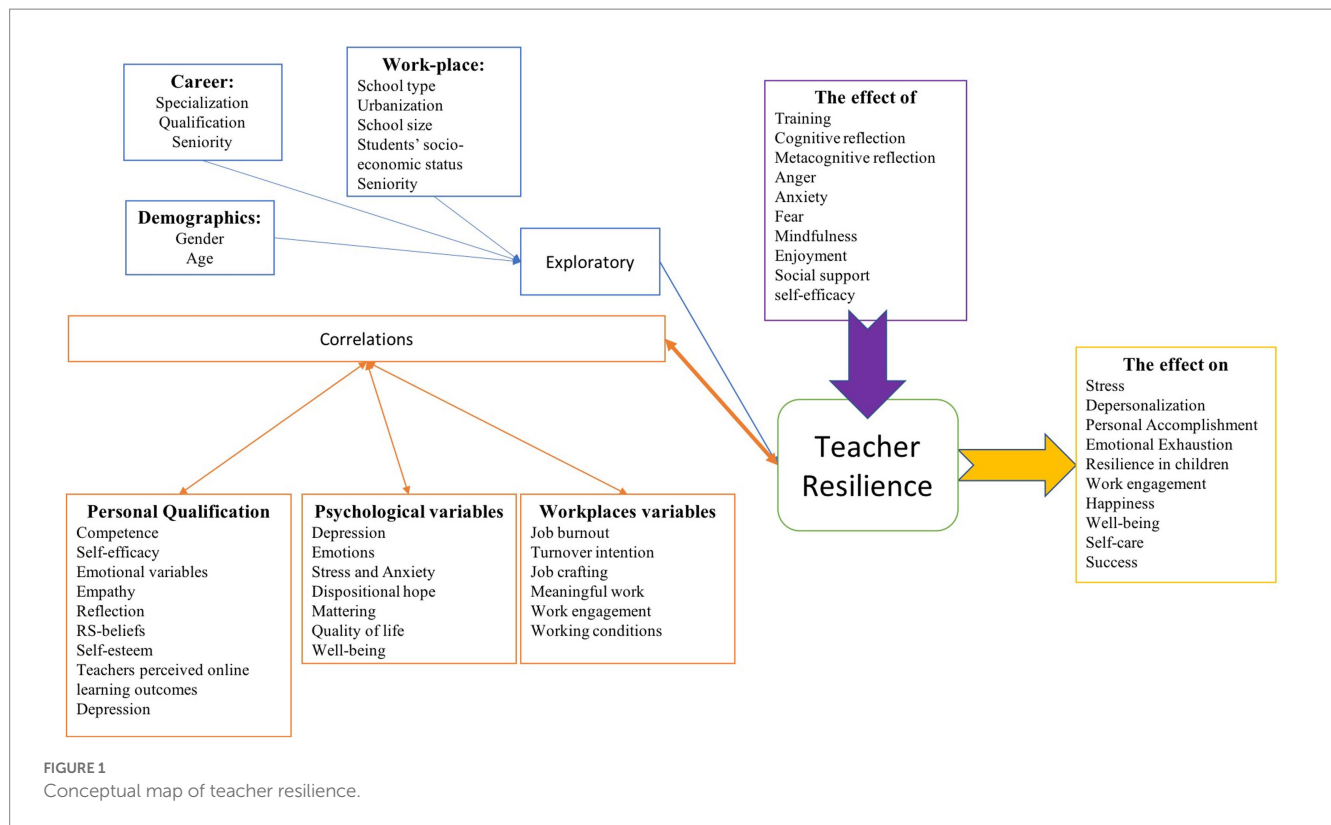 Career:
Specialization
Qualification
Seniority
Work-place:
School type
Urbanization
School size
Students' socio-
economic status
Seniority
Demographics:
Gender
Age
Exploratory
The effect of
Training
Cognitive reflection
Metacognitive reflection
Anger
Anxiety
Fear
Mindfulness
Enjoyment
Social support
self-efficacy
Correlations
Teacher
Resilience
The effect on
Stress
Depersonalization
Personal Accomplishment
Emotional Exhaustion
Resilience in children
Work engagement
Happiness
Well-being
Self-care
Success
Personal Qualification
Competence
Self-efficacy
Emotional variables
Empathy
Reflection
RS-beliefs
Self-esteem
Teachers perceived online
learning outcomes
Depression
Psychological variables
Depression
Emotions
Stress and Anxiety
Dispositional hope
Mattering
Quality of life
Well-being
Workplaces variables
Job burnout
Turnover intention
Job crafting
Meaningful work
Work engagement
Working conditions
FIGURE 1
Conceptual map of teacher resilience.